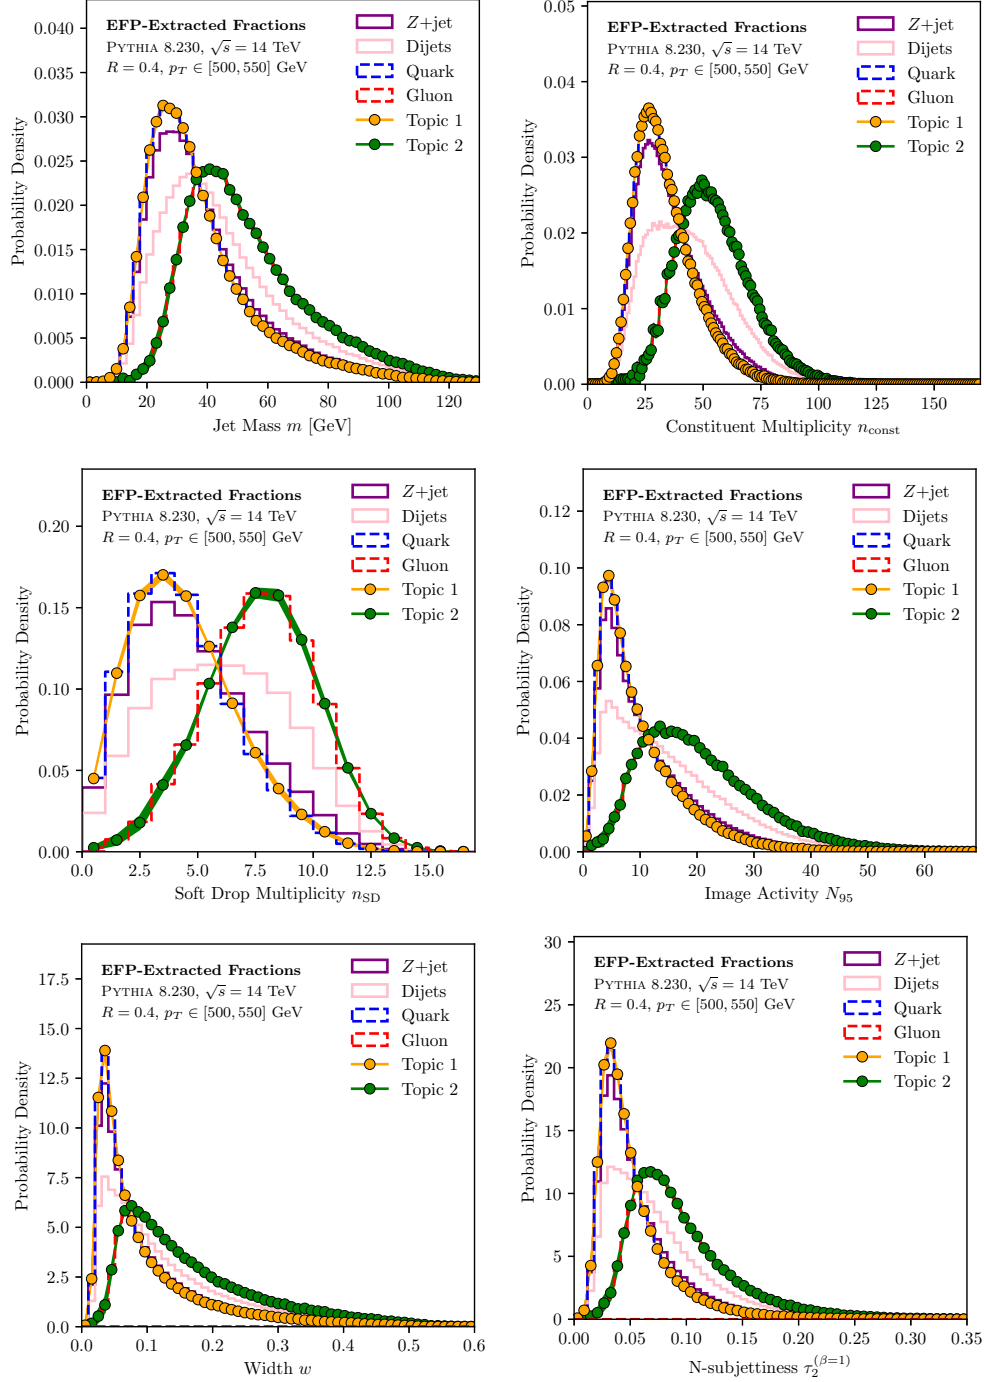 EFP-Extracted Fractions
PYTHIA 8.230, √s = 14 TeV
R = 0.4, p_T ∈ [500, 550] GeV
Z+jet
Dijets
Quark
Gluon
Topic 1
Topic 2
Probability Density
0.040
0.035
0.030
0.025
0.020
0.015
0.010
0.005
0.000
0 20 40 60 80 100 120
Jet Mass m [GeV]
EFP-Extracted Fractions
PYTHIA 8.230, √s = 14 TeV
R = 0.4, p_T ∈ [500, 550] GeV
Z+jet
Dijets
Quark
Gluon
Topic 1
Topic 2
Probability Density
0.05
0.04
0.03
0.02
0.01
0.00
0 25 50 75 100 125 150
Constituent Multiplicity n_const
EFP-Extracted Fractions
PYTHIA 8.230, √s = 14 TeV
R = 0.4, p_T ∈ [500, 550] GeV
Z+jet
Dijets
Quark
Gluon
Topic 1
Topic 2
Probability Density
0.20
0.15
0.10
0.05
0.00
0.0 2.5 5.0 7.5 10.0 12.5 15.0
Soft Drop Multiplicity n_SD
EFP-Extracted Fractions
PYTHIA 8.230, √s = 14 TeV
R = 0.4, p_T ∈ [500, 550] GeV
Z+jet
Dijets
Quark
Gluon
Topic 1
Topic 2
Probability Density
0.12
0.10
0.08
0.06
0.04
0.02
0.00
0 10 20 30 40 50 60
Image Activity N_95
EFP-Extracted Fractions
PYTHIA 8.230, √s = 14 TeV
R = 0.4, p_T ∈ [500, 550] GeV
Z+jet
Dijets
Quark
Gluon
Topic 1
Topic 2
Probability Density
17.5
15.0
12.5
10.0
7.5
5.0
2.5
0.0
0.0 0.1 0.2 0.3 0.4 0.5 0.6
Width w
EFP-Extracted Fractions
PYTHIA 8.230, √s = 14 TeV
R = 0.4, p_T ∈ [500, 550] GeV
Z+jet
Dijets
Quark
Gluon
Topic 1
Topic 2
Probability Density
30
25
20
15
10
5
0
0.00 0.05 0.10 0.15 0.20 0.25 0.30 0.35
N-subjettiness τ_2^(β=1)